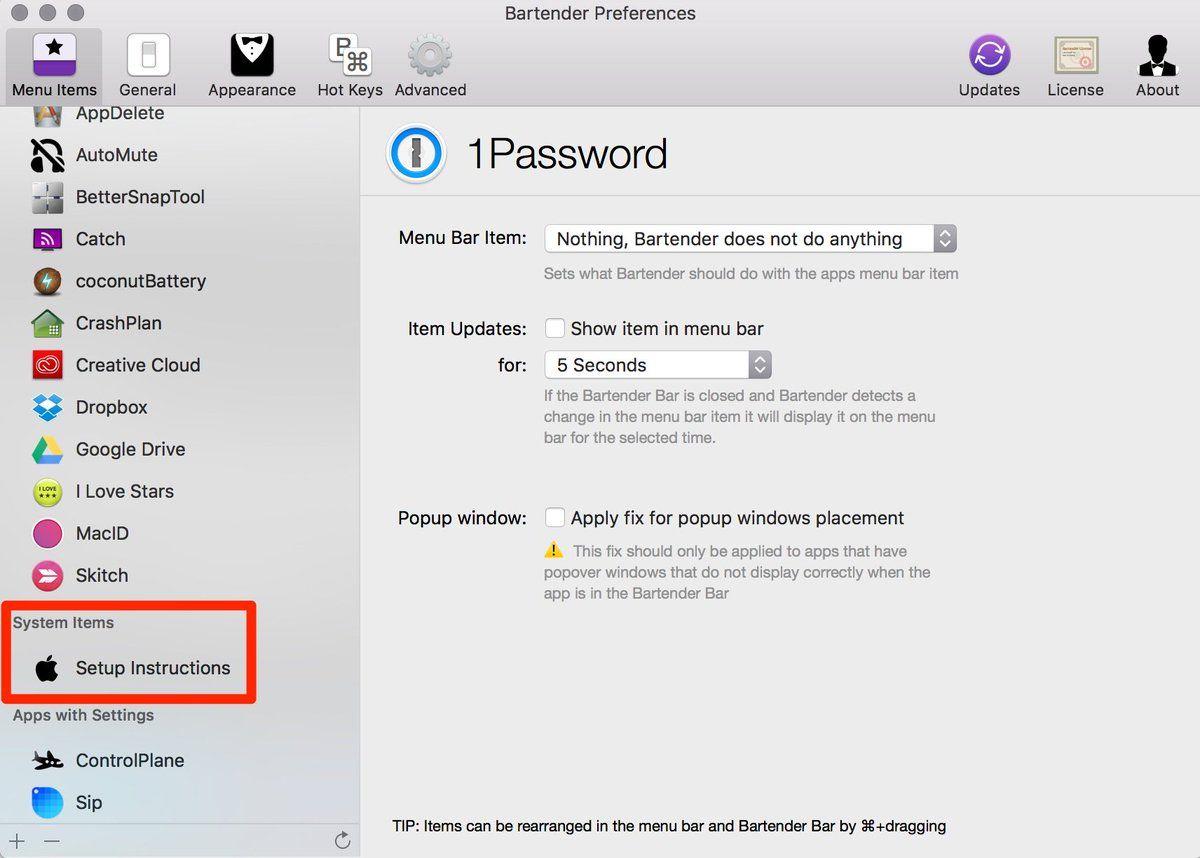 Bartender Preferences
Menu Items
General
Appearance
Hot Keys
Advanced
Updates
License
About
AppDelete
AutoMute
BetterSnapTool
Catch
coconutBattery
CrashPlan
Creative Cloud
Dropbox
Google Drive
I LOVE
I Love Stars
MacID
Skitch
System Items
Setup Instructions
Apps with Settings
ControlPlane
Sip
1Password
Menu Bar Item: Nothing, Bartender does not do anything
Sets what Bartender should do with the apps menu bar item
Item Updates: Show item in menu bar
for: 5 Seconds
If the Bartender Bar is closed and Bartender detects a
change in the menu bar item it will display it on the menu
bar for the selected time.
Popup window: Apply fix for popup windows placement
This fix should only be applied to apps that have
popover windows that do not display correctly when the
app is in the Bartender Bar
TIP: Items can be rearranged in the menu bar and Bartender Bar by ⌘+dragging